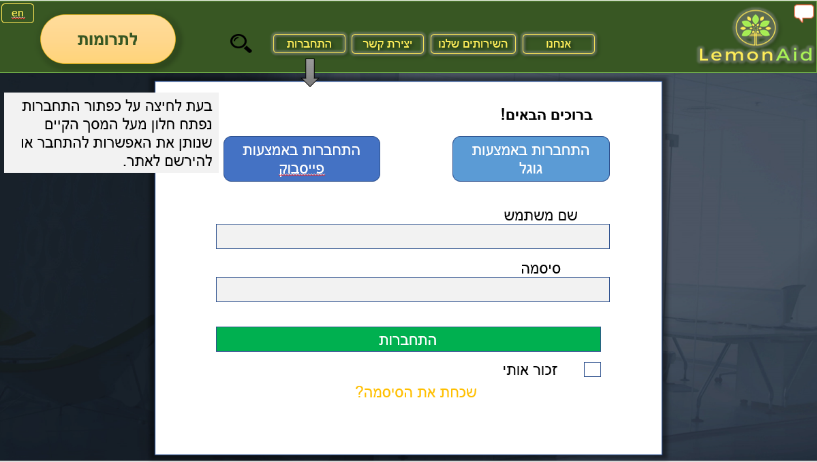 en
לתרומות
התחברות
יצירת קשר
השירותים שלנו
אנחנו
LemonAid
בעת לחיצה על כפתור התחברות
נפתח חלון מעל המסך הקיים
שנותן את האפשרות להתחבר או
להירשם לאתר.
ברוכים הבאים!
התחברות באמצעות
גוגל
התחברות באמצעות
פייסבוק
שם משתמש
סיסמה
התחברות
זכור אותי
שכחת את הסיסמה?